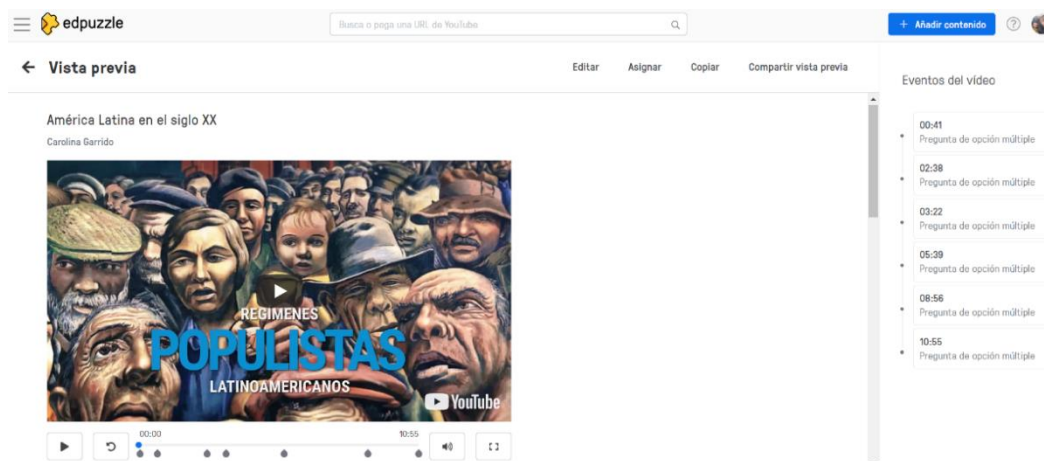 edpuzzle
Busca o pega una URL de YouTube
+ Añadir contenido
?
← Vista previa
Editar
Asignar
Copiar
Compartir vista previa
América Latina en el siglo XX
Carolina Garrido
REGIMENES
POPULISTAS
LATINOAMERICANOS
YouTube
00:00
10:55
Eventos del vídeo
00:41
Pregunta de opción múltiple
02:38
Pregunta de opción múltiple
03:22
Pregunta de opción múltiple
05:39
Pregunta de opción múltiple
08:56
Pregunta de opción múltiple
10:55
Pregunta de opción múltiple